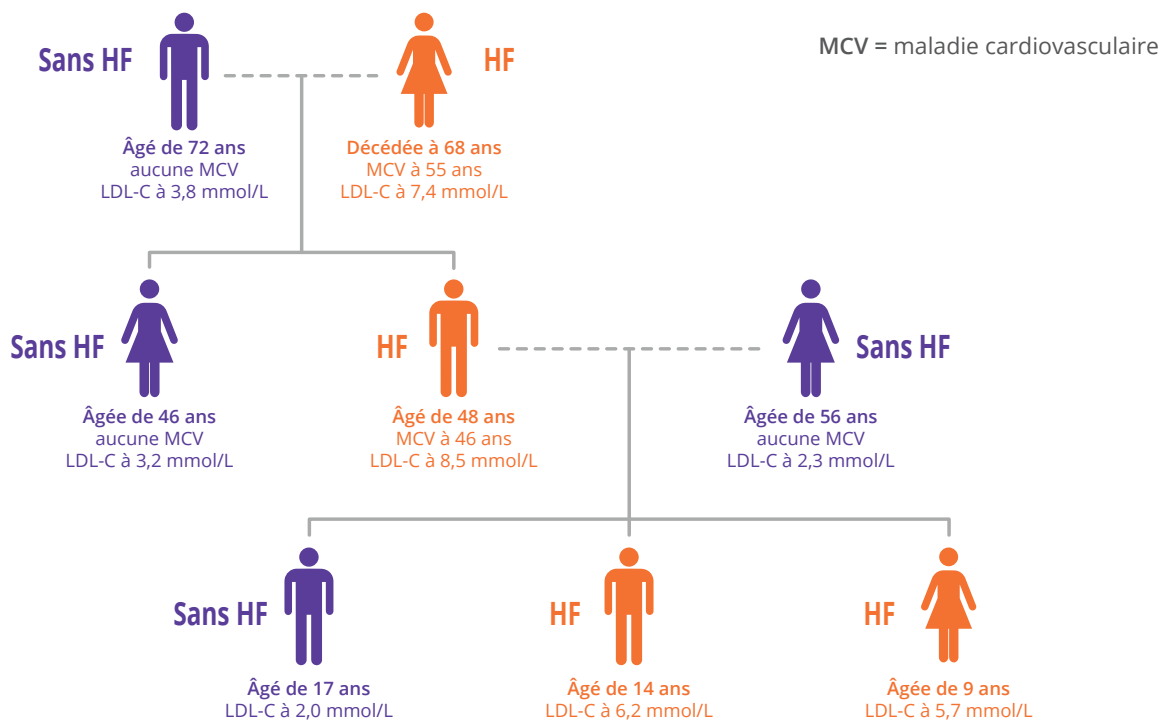 Sans HF
HF
MCV = maladie cardiovasculaire
Âgé de 72 ans
aucune MCV
LDL-C à 3,8 mmol/L
Décédée à 68 ans
MCV à 55 ans
LDL-C à 7,4 mmol/L
Sans HF
HF
Sans HF
Âgée de 46 ans
aucune MCV
LDL-C à 3,2 mmol/L
Âgé de 48 ans
MCV à 46 ans
LDL-C à 8,5 mmol/L
Âgée de 56 ans
aucune MCV
LDL-C à 2,3 mmol/L
Sans HF
HF
HF
Âgé de 17 ans
LDL-C à 2,0 mmol/L
Âgé de 14 ans
LDL-C à 6,2 mmol/L
Âgée de 9 ans
LDL-C à 5,7 mmol/L